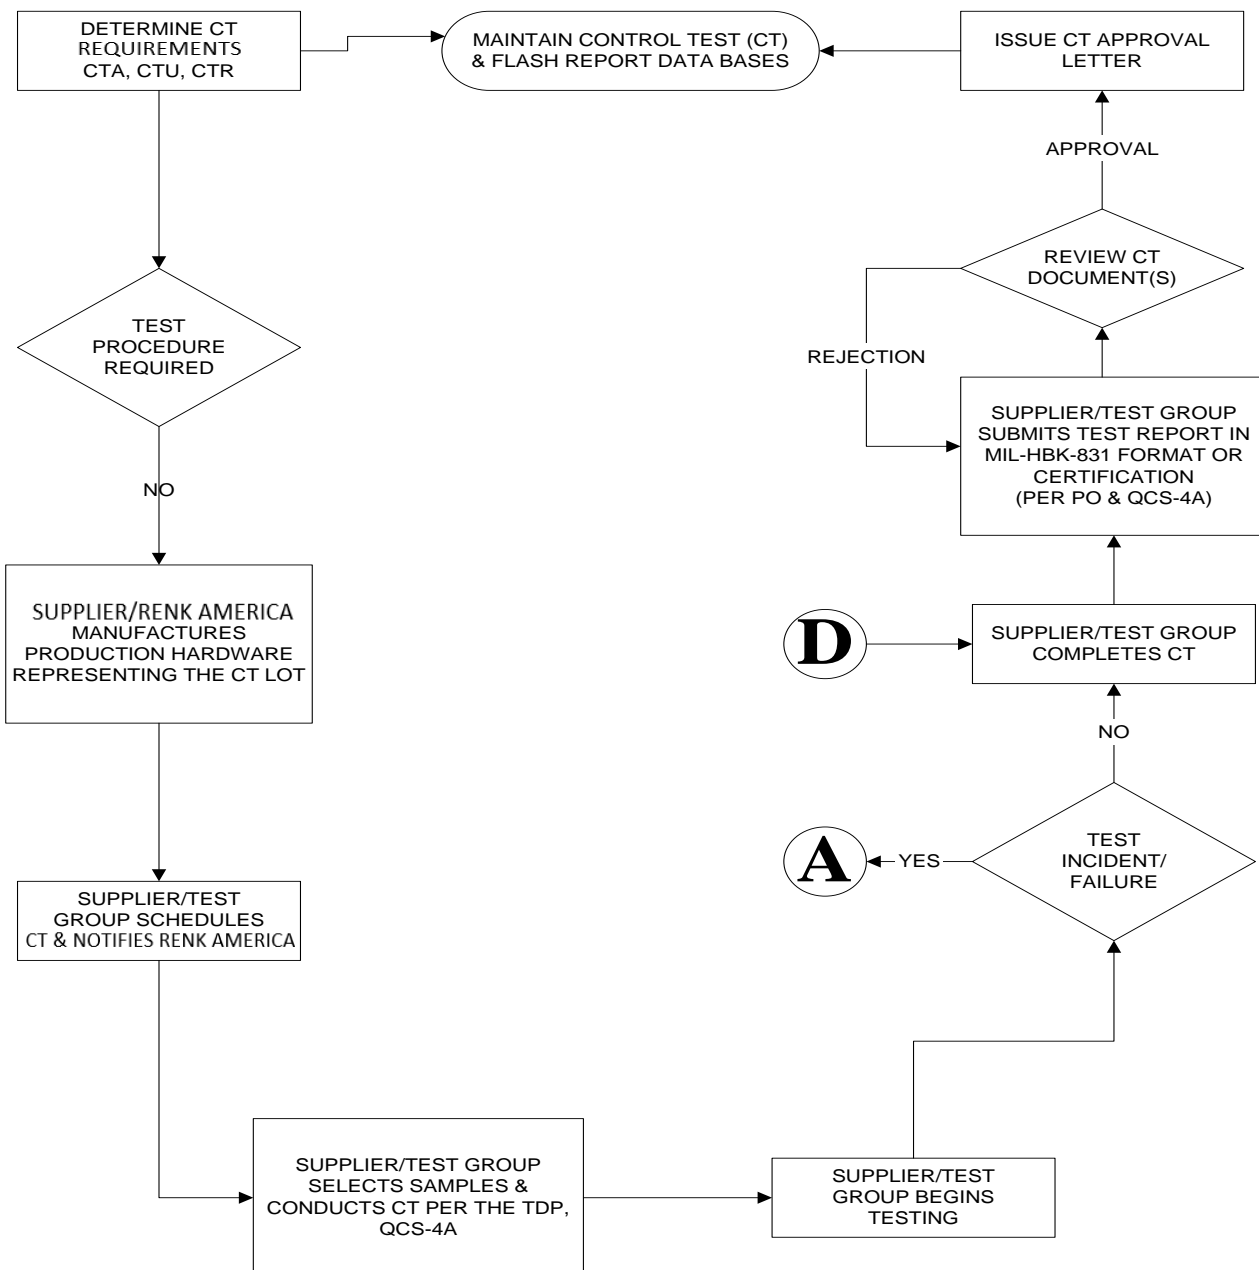 DETERMINE CT
REQUIREMENTS
CTA, CTU, CTR
MAINTAIN CONTROL TEST (CT)
& FLASH REPORT DATA BASES
ISSUE CT APPROVAL
LETTER
APPROVAL
REVIEW CT
DOCUMENT(S)
TEST
PROCEDURE
REQUIRED
REJECTION
SUPPLIER/TEST GROUP
SUBMITS TEST REPORT IN
MIL-HBK-831 FORMAT OR
CERTIFICATION
(PER PO & QCS-4A)
NO
SUPPLIER/RENK AMERICA
MANUFACTURES
PRODUCTION HARDWARE
REPRESENTING THE CT LOT
D
SUPPLIER/TEST GROUP
COMPLETES CT
NO
A
YES
TEST
INCIDENT/
FAILURE
SUPPLIER/TEST
GROUP SCHEDULES
CT & NOTIFIES RENK AMERICA
SUPPLIER/TEST GROUP
SELECTS SAMPLES &
CONDUCTS CT PER THE TDP,
QCS-4A
SUPPLIER/TEST
GROUP BEGINS
TESTING